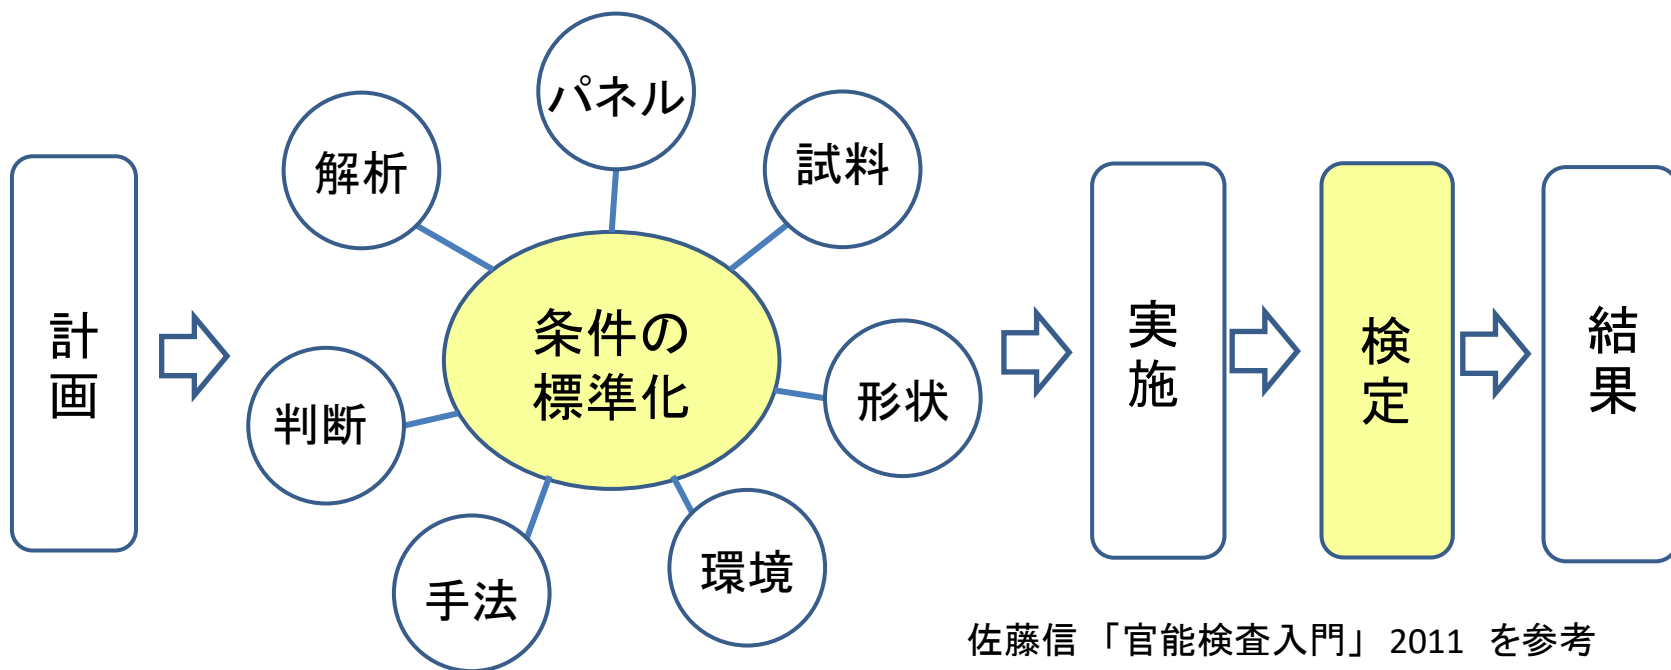 計画
パネル
解析
試料
条件の
標準化
形状
判断
環境
手法
実施
検定
結果
佐藤信 「官能検査入門」 2011 を参考